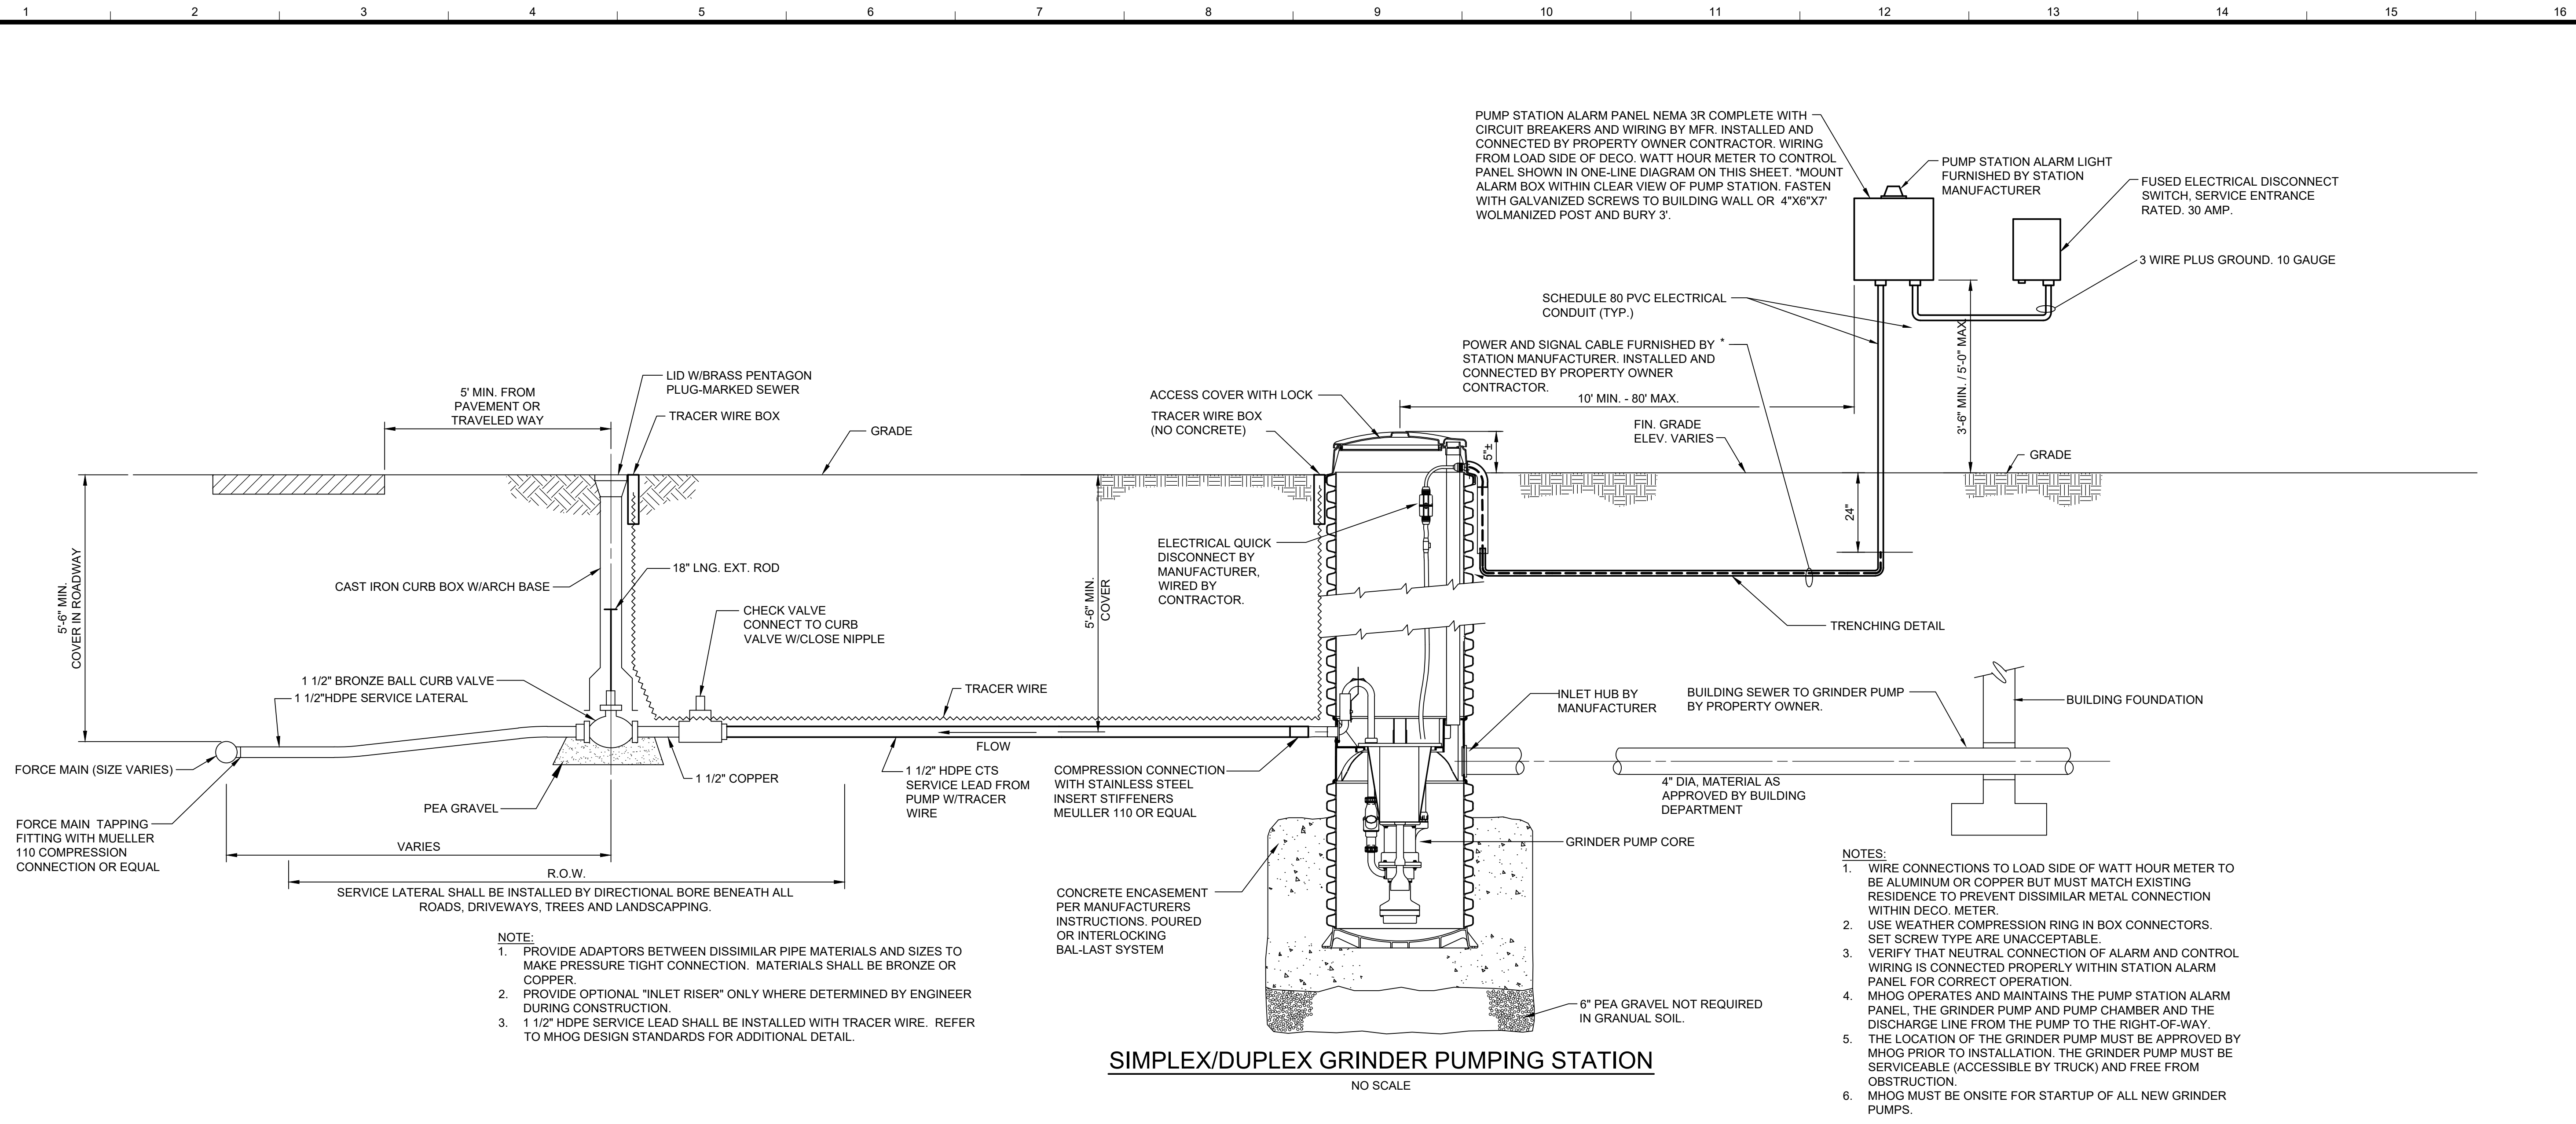 1 2 3 4 5 6 7 8 9 10 11 12 13 14 15 16
PUMP STATION ALARM PANEL NEMA 3R COMPLETE WITH
CIRCUIT BREAKERS AND WIRING BY MFR. INSTALLED AND
CONNECTED BY PROPERTY OWNER CONTRACTOR. WIRING
FROM LOAD SIDE OF DECO. WATT HOUR METER TO CONTROL
PANEL SHOWN IN ONE-LINE DIAGRAM ON THIS SHEET. *MOUNT
ALARM BOX WITHIN CLEAR VIEW OF PUMP STATION. FASTEN
WITH GALVANIZED SCREWS TO BUILDING WALL OR 4"X6"X7'
WOLMANIZED POST AND BURY 3'.
PUMP STATION ALARM LIGHT
FURNISHED BY STATION
MANUFACTURER
FUSED ELECTRICAL DISCONNECT
SWITCH, SERVICE ENTRANCE
RATED. 30 AMP.
3 WIRE PLUS GROUND. 10 GAUGE
SCHEDULE 80 PVC ELECTRICAL
CONDUIT (TYP.)
POWER AND SIGNAL CABLE FURNISHED BY *
STATION MANUFACTURER. INSTALLED AND
CONNECTED BY PROPERTY OWNER
CONTRACTOR.
3'-6" MIN. / 5'-0" MAX.
10' MIN. - 80' MAX.
LID W/BRASS PENTAGON
PLUG-MARKED SEWER
5' MIN. FROM
PAVEMENT OR
TRAVELED WAY
TRACER WIRE BOX
GRADE
ACCESS COVER WITH LOCK
TRACER WIRE BOX
(NO CONCRETE)
5"±
FIN. GRADE
ELEV. VARIES
GRADE
24"
5'-6" MIN.
COVER IN ROADWAY
CAST IRON CURB BOX W/ARCH BASE
18" LNG. EXT. ROD
CHECK VALVE
CONNECT TO CURB
VALVE W/CLOSE NIPPLE
5'-6" MIN.
COVER
ELECTRICAL QUICK
DISCONNECT BY
MANUFACTURER,
WIRED BY
CONTRACTOR.
TRENCHING DETAIL
1 1/2" BRONZE BALL CURB VALVE
1 1/2"HDPE SERVICE LATERAL
TRACER WIRE
INLET HUB BY
MANUFACTURER
BUILDING SEWER TO GRINDER PUMP
BY PROPERTY OWNER.
BUILDING FOUNDATION
FLOW
FORCE MAIN (SIZE VARIES)
1 1/2" COPPER
1 1/2" HDPE CTS
SERVICE LEAD FROM
PUMP W/TRACER
WIRE
COMPRESSION CONNECTION
WITH STAINLESS STEEL
INSERT STIFFENERS
MEULLER 110 OR EQUAL
4" DIA, MATERIAL AS
APPROVED BY BUILDING
DEPARTMENT
PEA GRAVEL
FORCE MAIN TAPPING
FITTING WITH MUELLER
110 COMPRESSION
CONNECTION OR EQUAL
VARIES
GRINDER PUMP CORE
R.O.W.
SERVICE LATERAL SHALL BE INSTALLED BY DIRECTIONAL BORE BENEATH ALL
ROADS, DRIVEWAYS, TREES AND LANDSCAPPING.
CONCRETE ENCASEMENT
PER MANUFACTURERS
INSTRUCTIONS. POURED
OR INTERLOCKING
BAL-LAST SYSTEM
6" PEA GRAVEL NOT REQUIRED
IN GRANUAL SOIL.
NOTE:
1. PROVIDE ADAPTORS BETWEEN DISSIMILAR PIPE MATERIALS AND SIZES TO
MAKE PRESSURE TIGHT CONNECTION. MATERIALS SHALL BE BRONZE OR
COPPER.
2. PROVIDE OPTIONAL "INLET RISER" ONLY WHERE DETERMINED BY ENGINEER
DURING CONSTRUCTION.
3. 1 1/2" HDPE SERVICE LEAD SHALL BE INSTALLED WITH TRACER WIRE. REFER
TO MHOG DESIGN STANDARDS FOR ADDITIONAL DETAIL.
SIMPLEX/DUPLEX GRINDER PUMPING STATION
NO SCALE
NOTES:
1. WIRE CONNECTIONS TO LOAD SIDE OF WATT HOUR METER TO
BE ALUMINUM OR COPPER BUT MUST MATCH EXISTING
RESIDENCE TO PREVENT DISSIMILAR METAL CONNECTION
WITHIN DECO. METER.
2. USE WEATHER COMPRESSION RING IN BOX CONNECTORS.
SET SCREW TYPE ARE UNACCEPTABLE.
3. VERIFY THAT NEUTRAL CONNECTION OF ALARM AND CONTROL
WIRING IS CONNECTED PROPERLY WITHIN STATION ALARM
PANEL FOR CORRECT OPERATION.
4. MHOG OPERATES AND MAINTAINS THE PUMP STATION ALARM
PANEL, THE GRINDER PUMP AND PUMP CHAMBER AND THE
DISCHARGE LINE FROM THE PUMP TO THE RIGHT-OF-WAY.
5. THE LOCATION OF THE GRINDER PUMP MUST BE APPROVED BY
MHOG PRIOR TO INSTALLATION. THE GRINDER PUMP MUST BE
SERVICEABLE (ACCESSIBLE BY TRUCK) AND FREE FROM
OBSTRUCTION.
6. MHOG MUST BE ONSITE FOR STARTUP OF ALL NEW GRINDER
PUMPS.